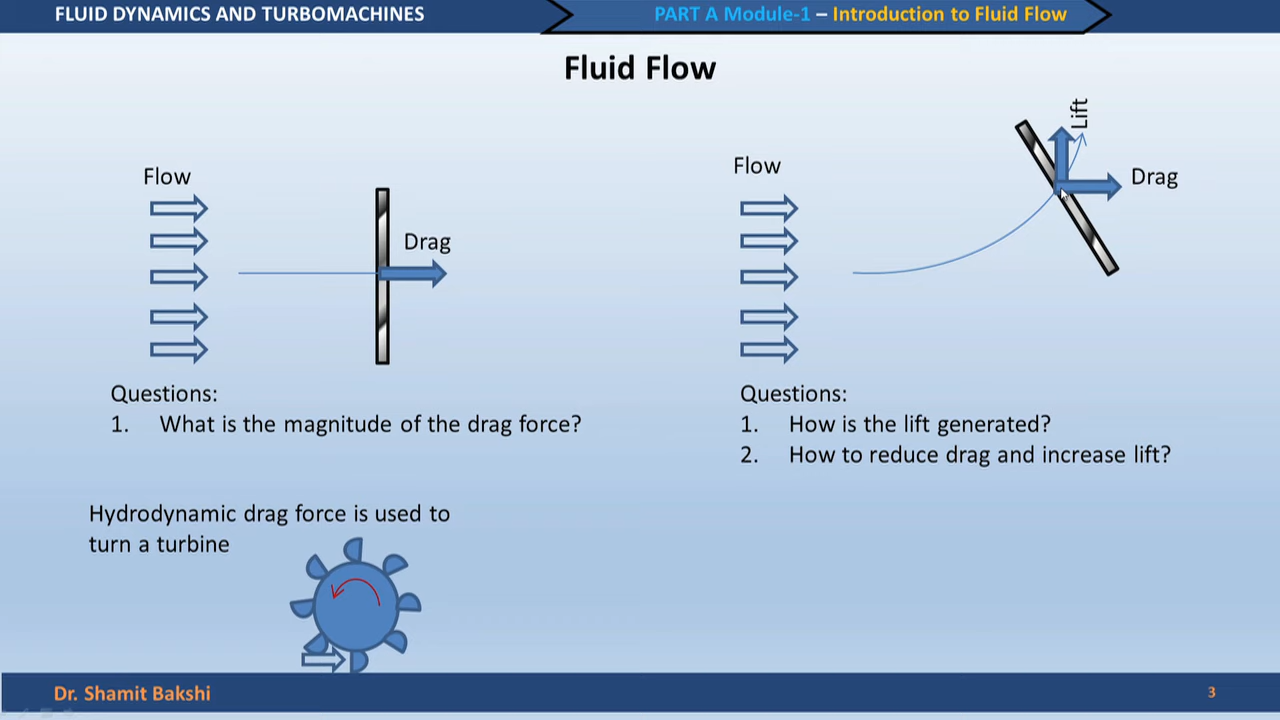 FLUID DYNAMICS AND TURBOMACHINES
PART A Module-1 – Introduction to Fluid Flow
Fluid Flow
Flow
Drag
Questions:
1. What is the magnitude of the drag force?
Hydrodynamic drag force is used to
turn a turbine
Flow
Lift
Drag
Questions:
1. How is the lift generated?
2. How to reduce drag and increase lift?
Dr. Shamit Bakshi
3